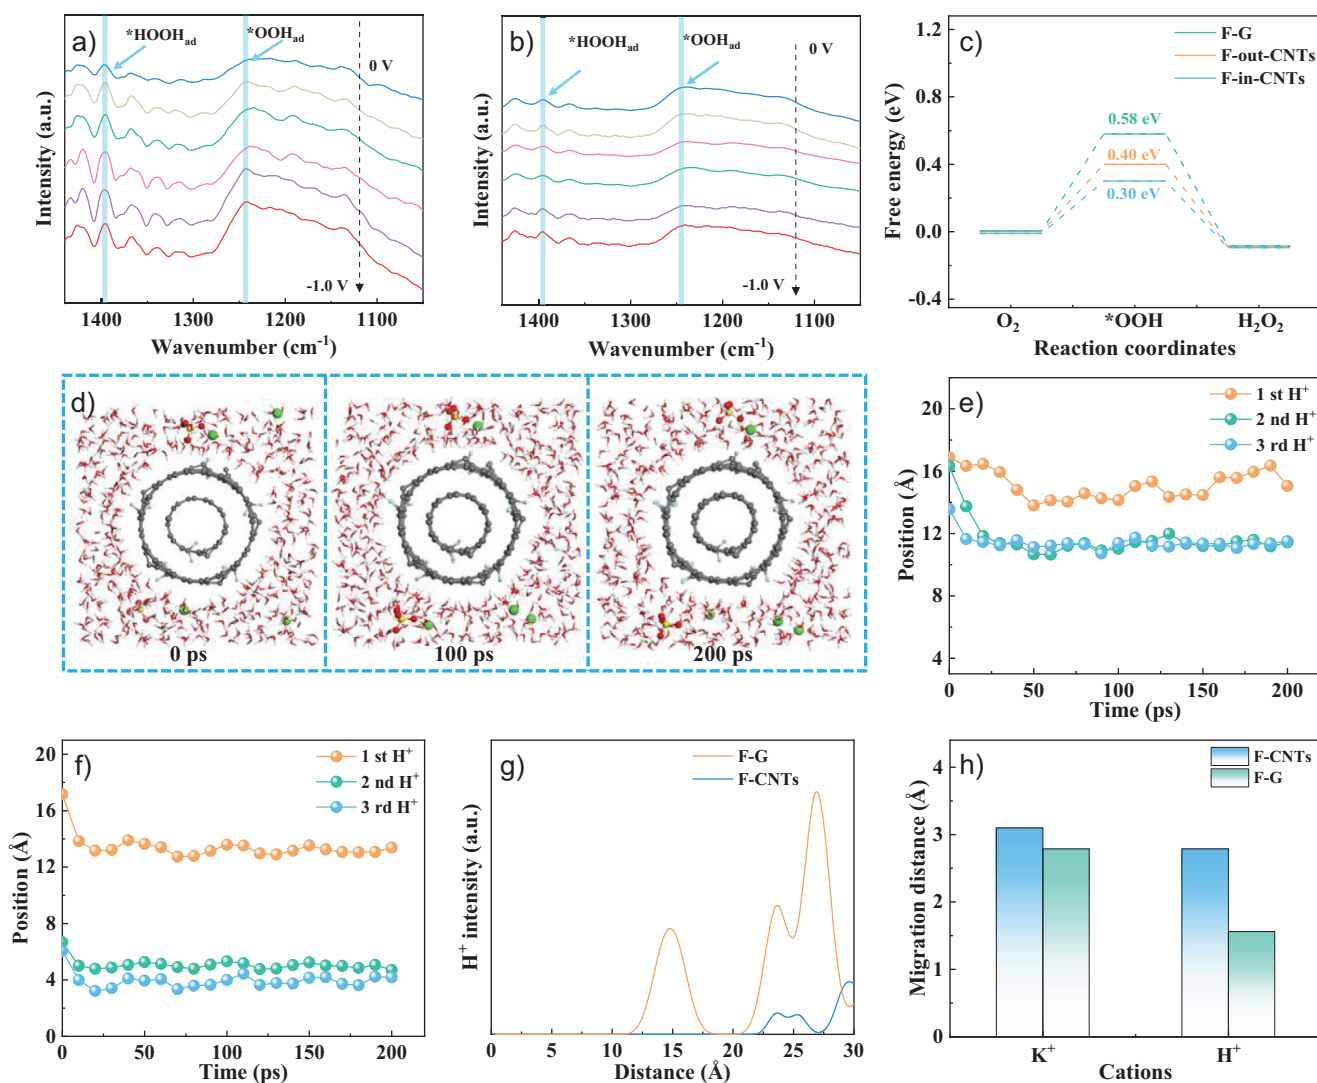 a)
*HOOHad
*OOHad
0 V
-1.0 V
Intensity (a.u.)
1400 1300 1200 1100
Wavenumber (cm-1)
b)
*HOOHad
*OOHad
0 V
-1.0 V
Intensity (a.u.)
1400 1300 1200 1100
Wavenumber (cm-1)
c)
F-G
F-out-CNTs
F-in-CNTs
0.58 eV
0.40 eV
0.30 eV
Free energy (eV)
1.2
0.8
0.4
0.0
-0.4
O2 *OOH H2O2
Reaction coordinates
d)
0 ps 100 ps 200 ps
e)
1 st H+
2 nd H+
3 rd H+
Position (Å)
20
16
12
8
4
0 50 100 150 200
Time (ps)
f)
1 st H+
2 nd H+
3 rd H+
Position (Å)
20
16
12
8
4
0
0 50 100 150 200
Time (ps)
g)
F-G
F-CNTs
H+ intensity (a.u.)
0 5 10 15 20 25 30
Distance (Å)
h)
F-CNTs
F-G
Migration distance (Å)
4
3
2
1
0
K+ H+
Cations